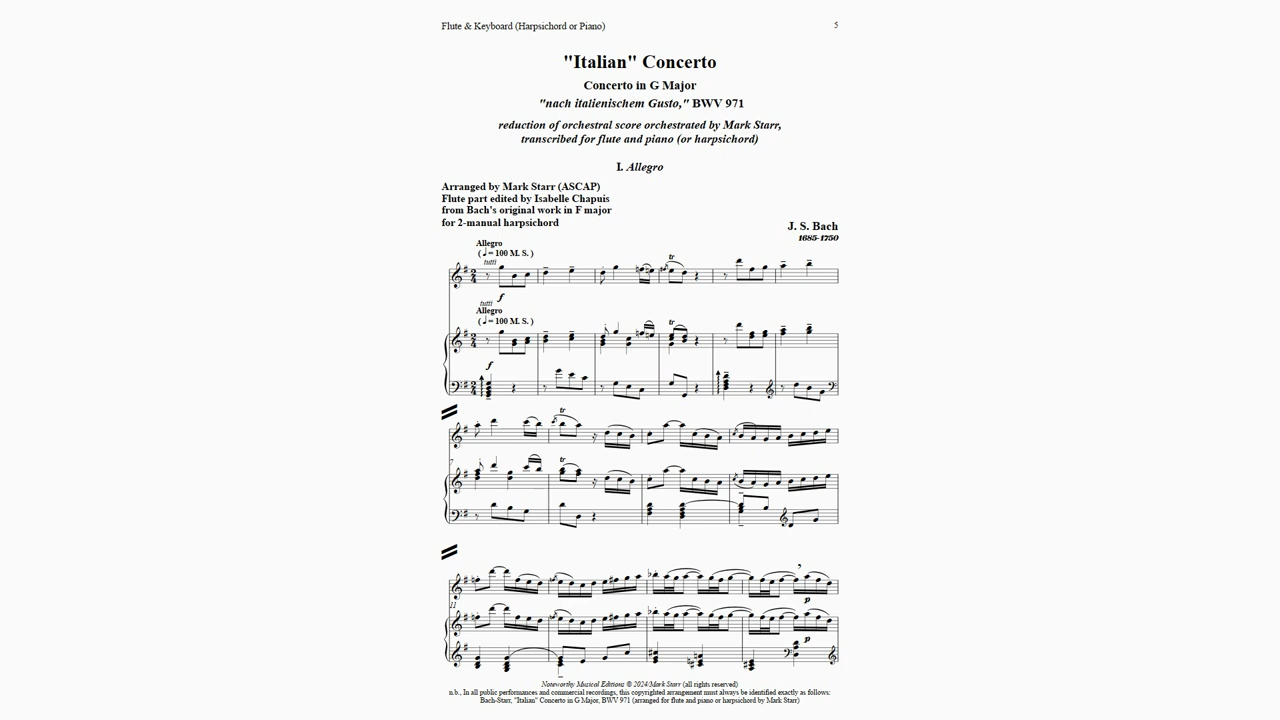 Flute & Keyboard (Harpsichord or Piano)
5
"Italian" Concerto
Concerto in G Major
"nach italienischem Gusto," BWV 971
reduction of orchestral score orchestrated by Mark Starr,
transcribed for flute and piano (or harpsichord)
I. Allegro
Arranged by Mark Starr (ASCAP)
Flute part edited by Isabelle Chapuis
from Bach's original work in F major
for 2-manual harpsichord
J. S. Bach
1685-1750
Allegro
(♩= 100 M. S. )
tutti
tr
f
tutti
Allegro
(♩= 100 M. S. )
tr
f
tr
7
tr
11
p
p
Noteworthy Musical Editions © 2024/Mark Starr (all rights reserved)
n.b., In all public performances and commercial recordings, this copyrighted arrangement must always be identified exactly as follows:
Bach-Starr, "Italian" Concerto in G Major, BWV 971 (arranged for flute and piano or harpsichord by Mark Starr)